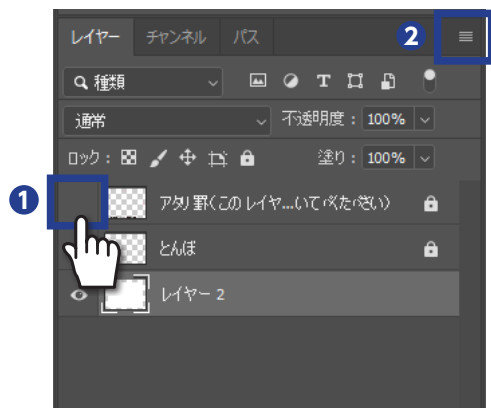 レイヤー チャンネル パス
2
種類 T
通常 不透明度: 100%
ロック: 塗り: 100%
1
アタリ罫(このレイヤ...いてください)
とんぼ
レイヤー 2